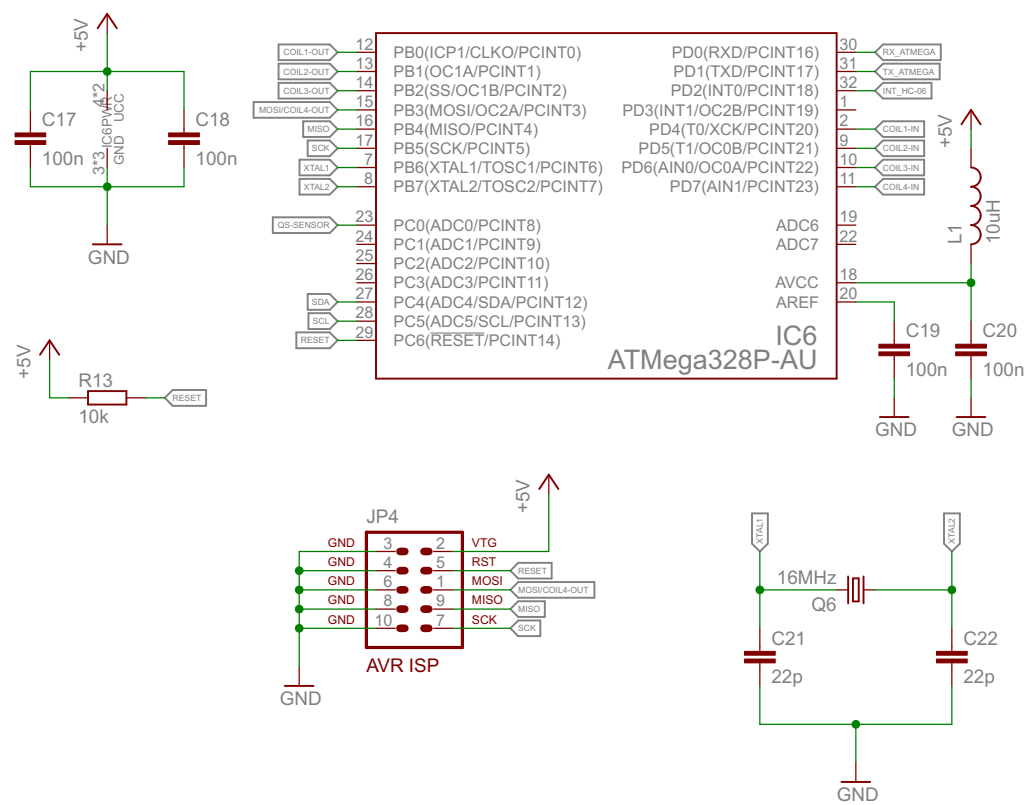 +5V
C17
100n
4*2
IC6PWR
3*3
GND UCC
C18
100n
GND
COIL1-OUT 12 PB0(ICP1/CLKO/PCINT0)
COIL2-OUT 13 PB1(OC1A/PCINT1)
COIL3-OUT 14 PB2(SS/OC1B/PCINT2)
MOSI/COIL4-OUT 15 PB3(MOSI/OC2A/PCINT3)
MISO 16 PB4(MISO/PCINT4)
SCK 17 PB5(SCK/PCINT5)
XTAL1 7 PB6(XTAL1/TOSC1/PCINT6)
XTAL2 8 PB7(XTAL2/TOSC2/PCINT7)
QS-SENSOR 23 PC0(ADC0/PCINT8)
24 PC1(ADC1/PCINT9)
25 PC2(ADC2/PCINT10)
26 PC3(ADC3/PCINT11)
SDA 27 PC4(ADC4/SDA/PCINT12)
SCL 28 PC5(ADC5/SCL/PCINT13)
RESET 29 PC6(RESET/PCINT14)
PD0(RXD/PCINT16) 30 RX_ATMEGA
PD1(TXD/PCINT17) 31 TX_ATMEGA
PD2(INT0/PCINT18) 32 INT_HC-06
PD3(INT1/OC2B/PCINT19) 1
PD4(T0/XCK/PCINT20) 2 COIL1-IN
PD5(T1/OC0B/PCINT21) 9 COIL2-IN
PD6(AIN0/OC0A/PCINT22) 10 COIL3-IN
PD7(AIN1/PCINT23) 11 COIL4-IN
ADC6 19
ADC7 22
AVCC 18
AREF 20
IC6
ATMega328P-AU
+5V
L1
10uH
C19
100n
GND
C20
100n
GND
+5V
R13
10k
RESET
+5V
JP4
GND 3 2 VTG
GND 4 5 RST RESET
GND 6 1 MOSI MOSI/COIL4-OUT
GND 8 9 MISO MISO
GND 10 7 SCK SCK
AVR ISP
GND
XTAL1
XTAL2
16MHz
Q6
C21
22p
C22
22p
GND